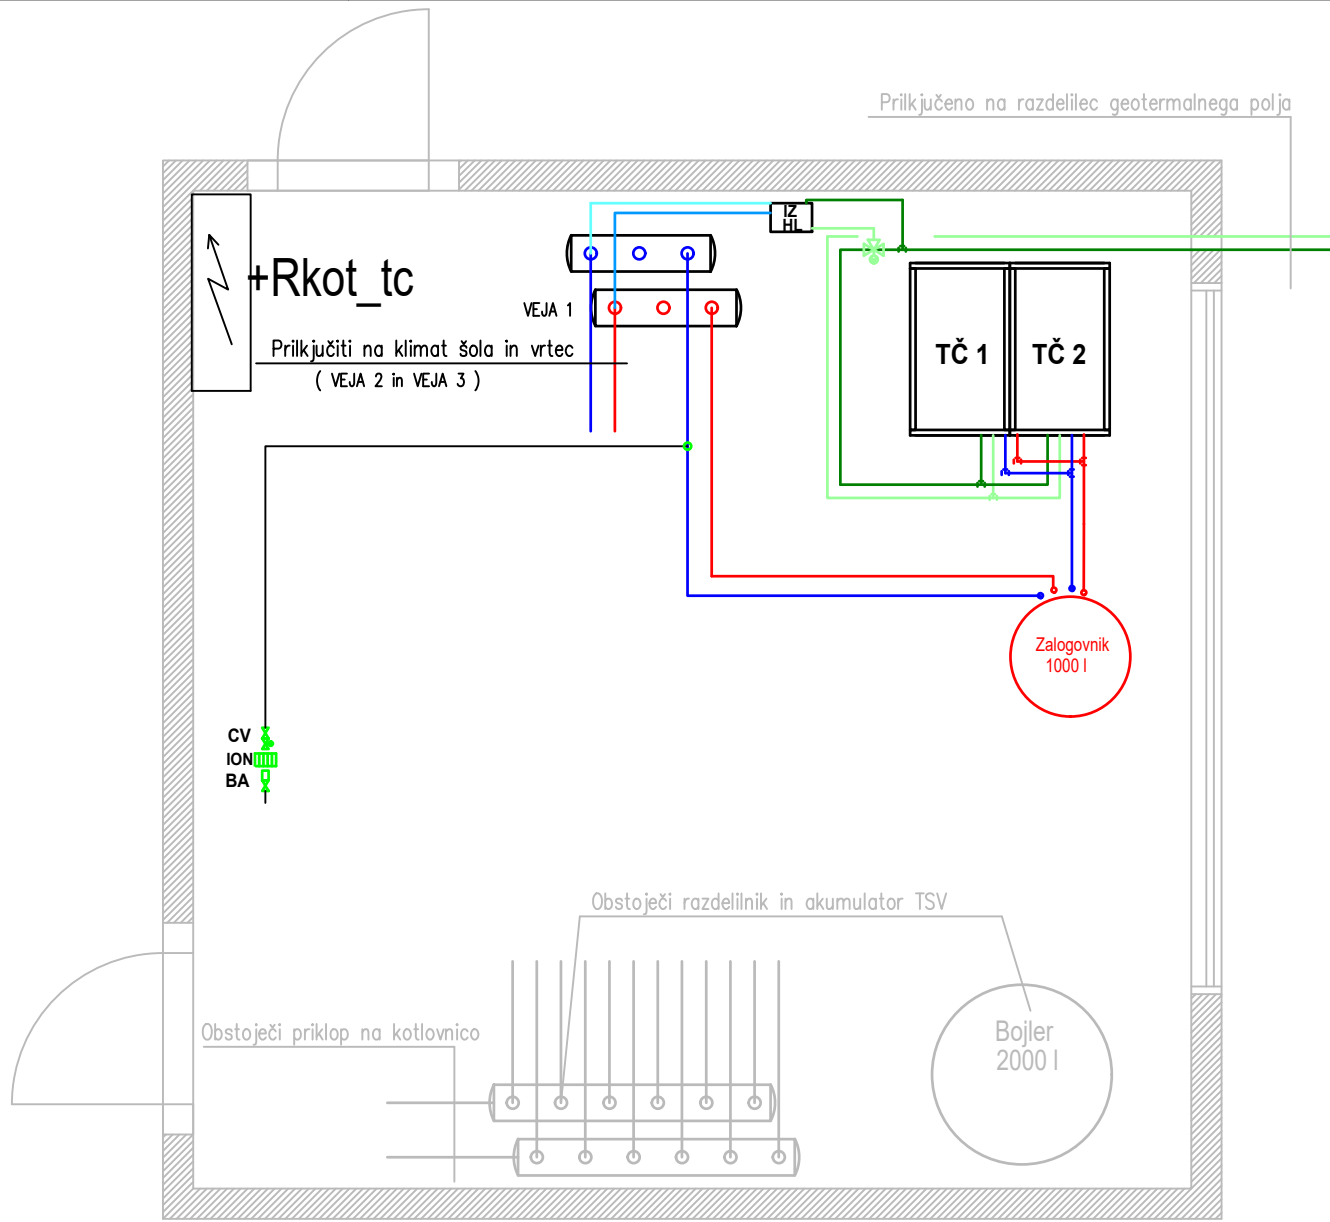 Prilkjučeno na razdelilec geotermalnega polja
IZ
HL
+Rkot_tc
VEJA 1
Prilkjučiti na klimat šola in vrtec
( VEJA 2 in VEJA 3 )
TČ 1
TČ 2
Zalogovnik
1000 l
CV
ION
BA
Obstoječi razdelilnik in akumulator TSV
Obstoječi priklop na kotlovnico
Bojler
2000 l